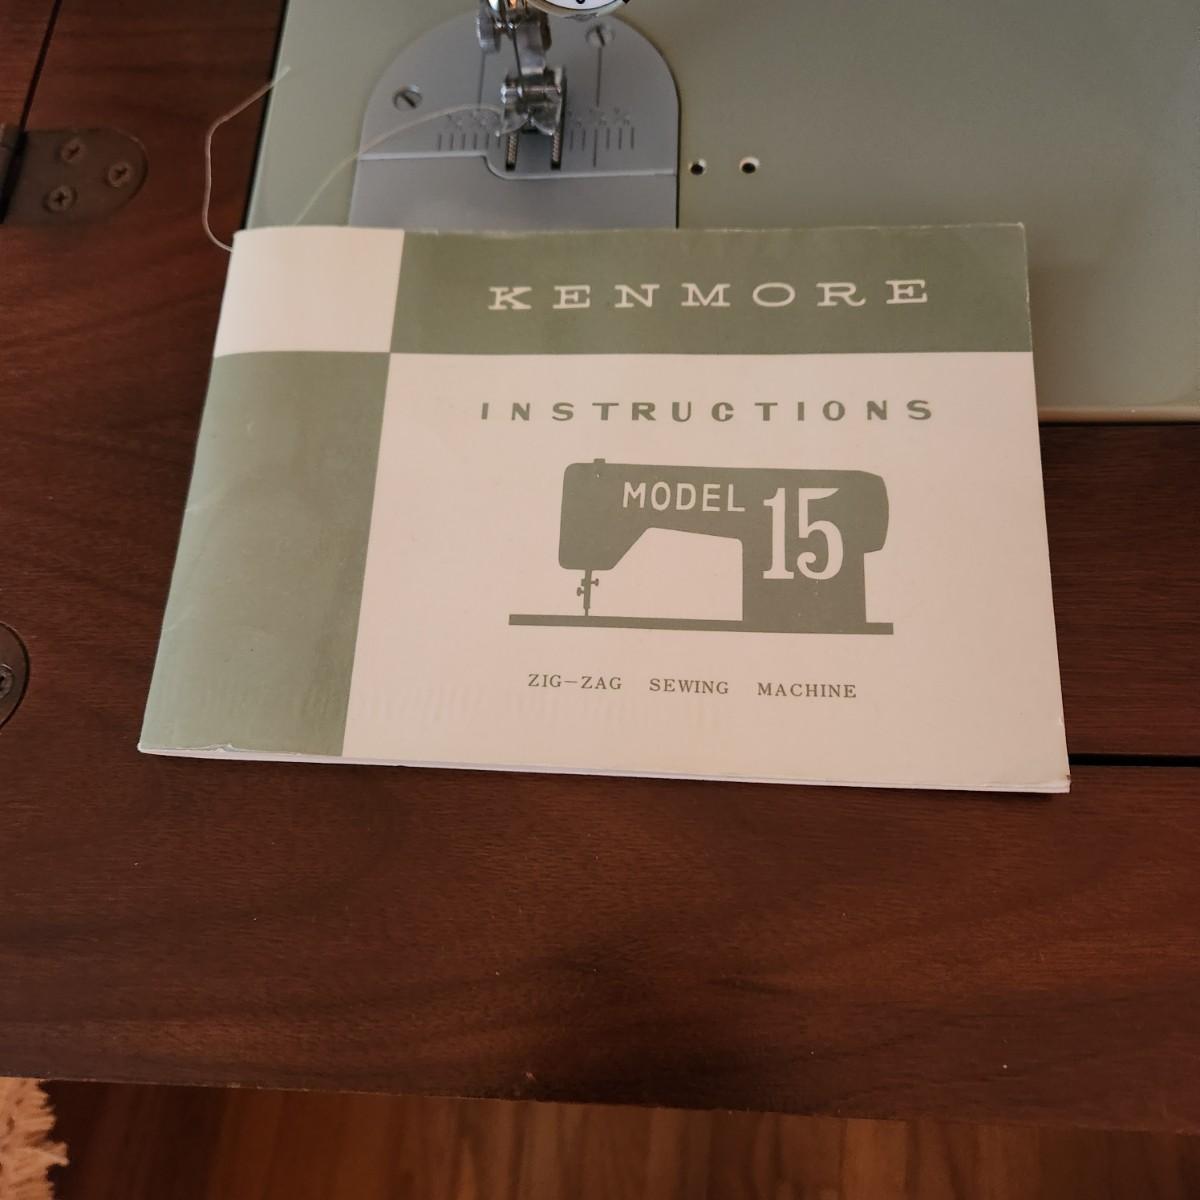 KENMORE
INSTRUCTIONS
MODEL 15
ZIG-ZAG SEWING MACHINE